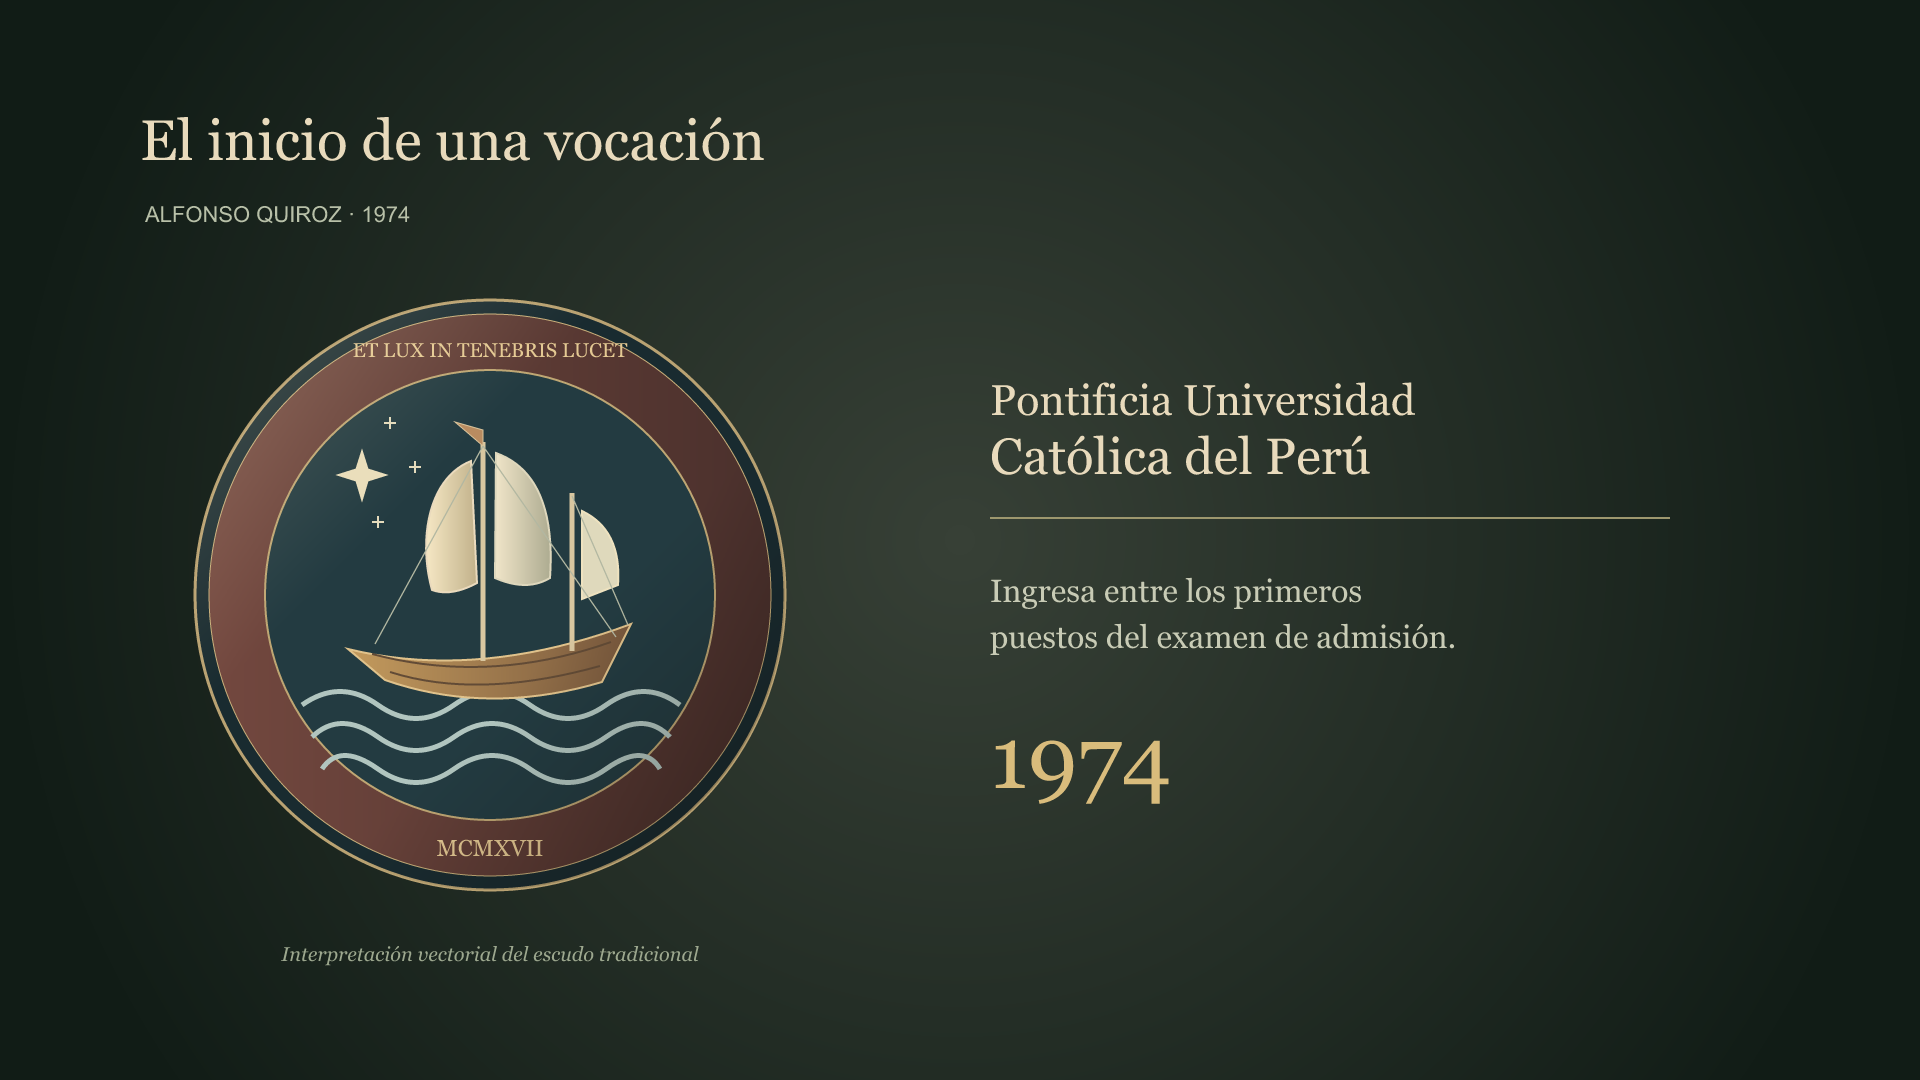 El inicio de una vocación
ALFONSO QUIROZ · 1974
ET LUX IN TENEBRIS LUCET
MCMXVII
Interpretación vectorial del escudo tradicional
Pontificia Universidad
Católica del Perú
Ingresa entre los primeros
puestos del examen de admisión.
1974